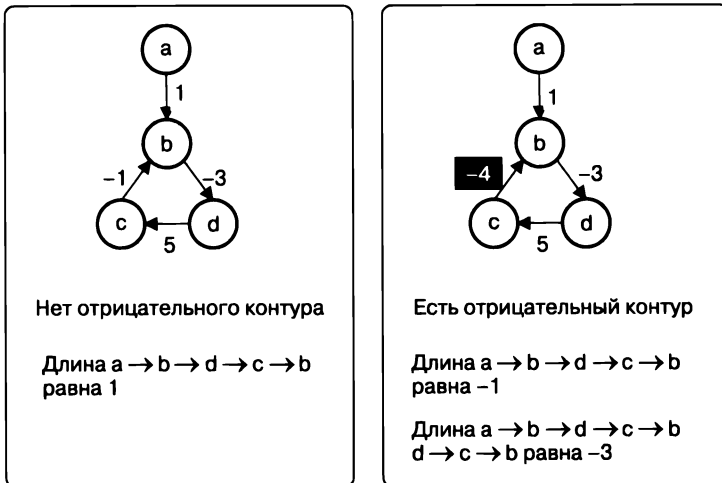 a
1
b
-1
-3
c
d
5
Нет отрицательного контура
Длина a → b → d → c → b
равна 1
a
1
b
-4
-3
c
d
5
Есть отрицательный контур
Длина a → b → d → c → b
равна -1
Длина a → b → d → c → b
d → c → b равна -3